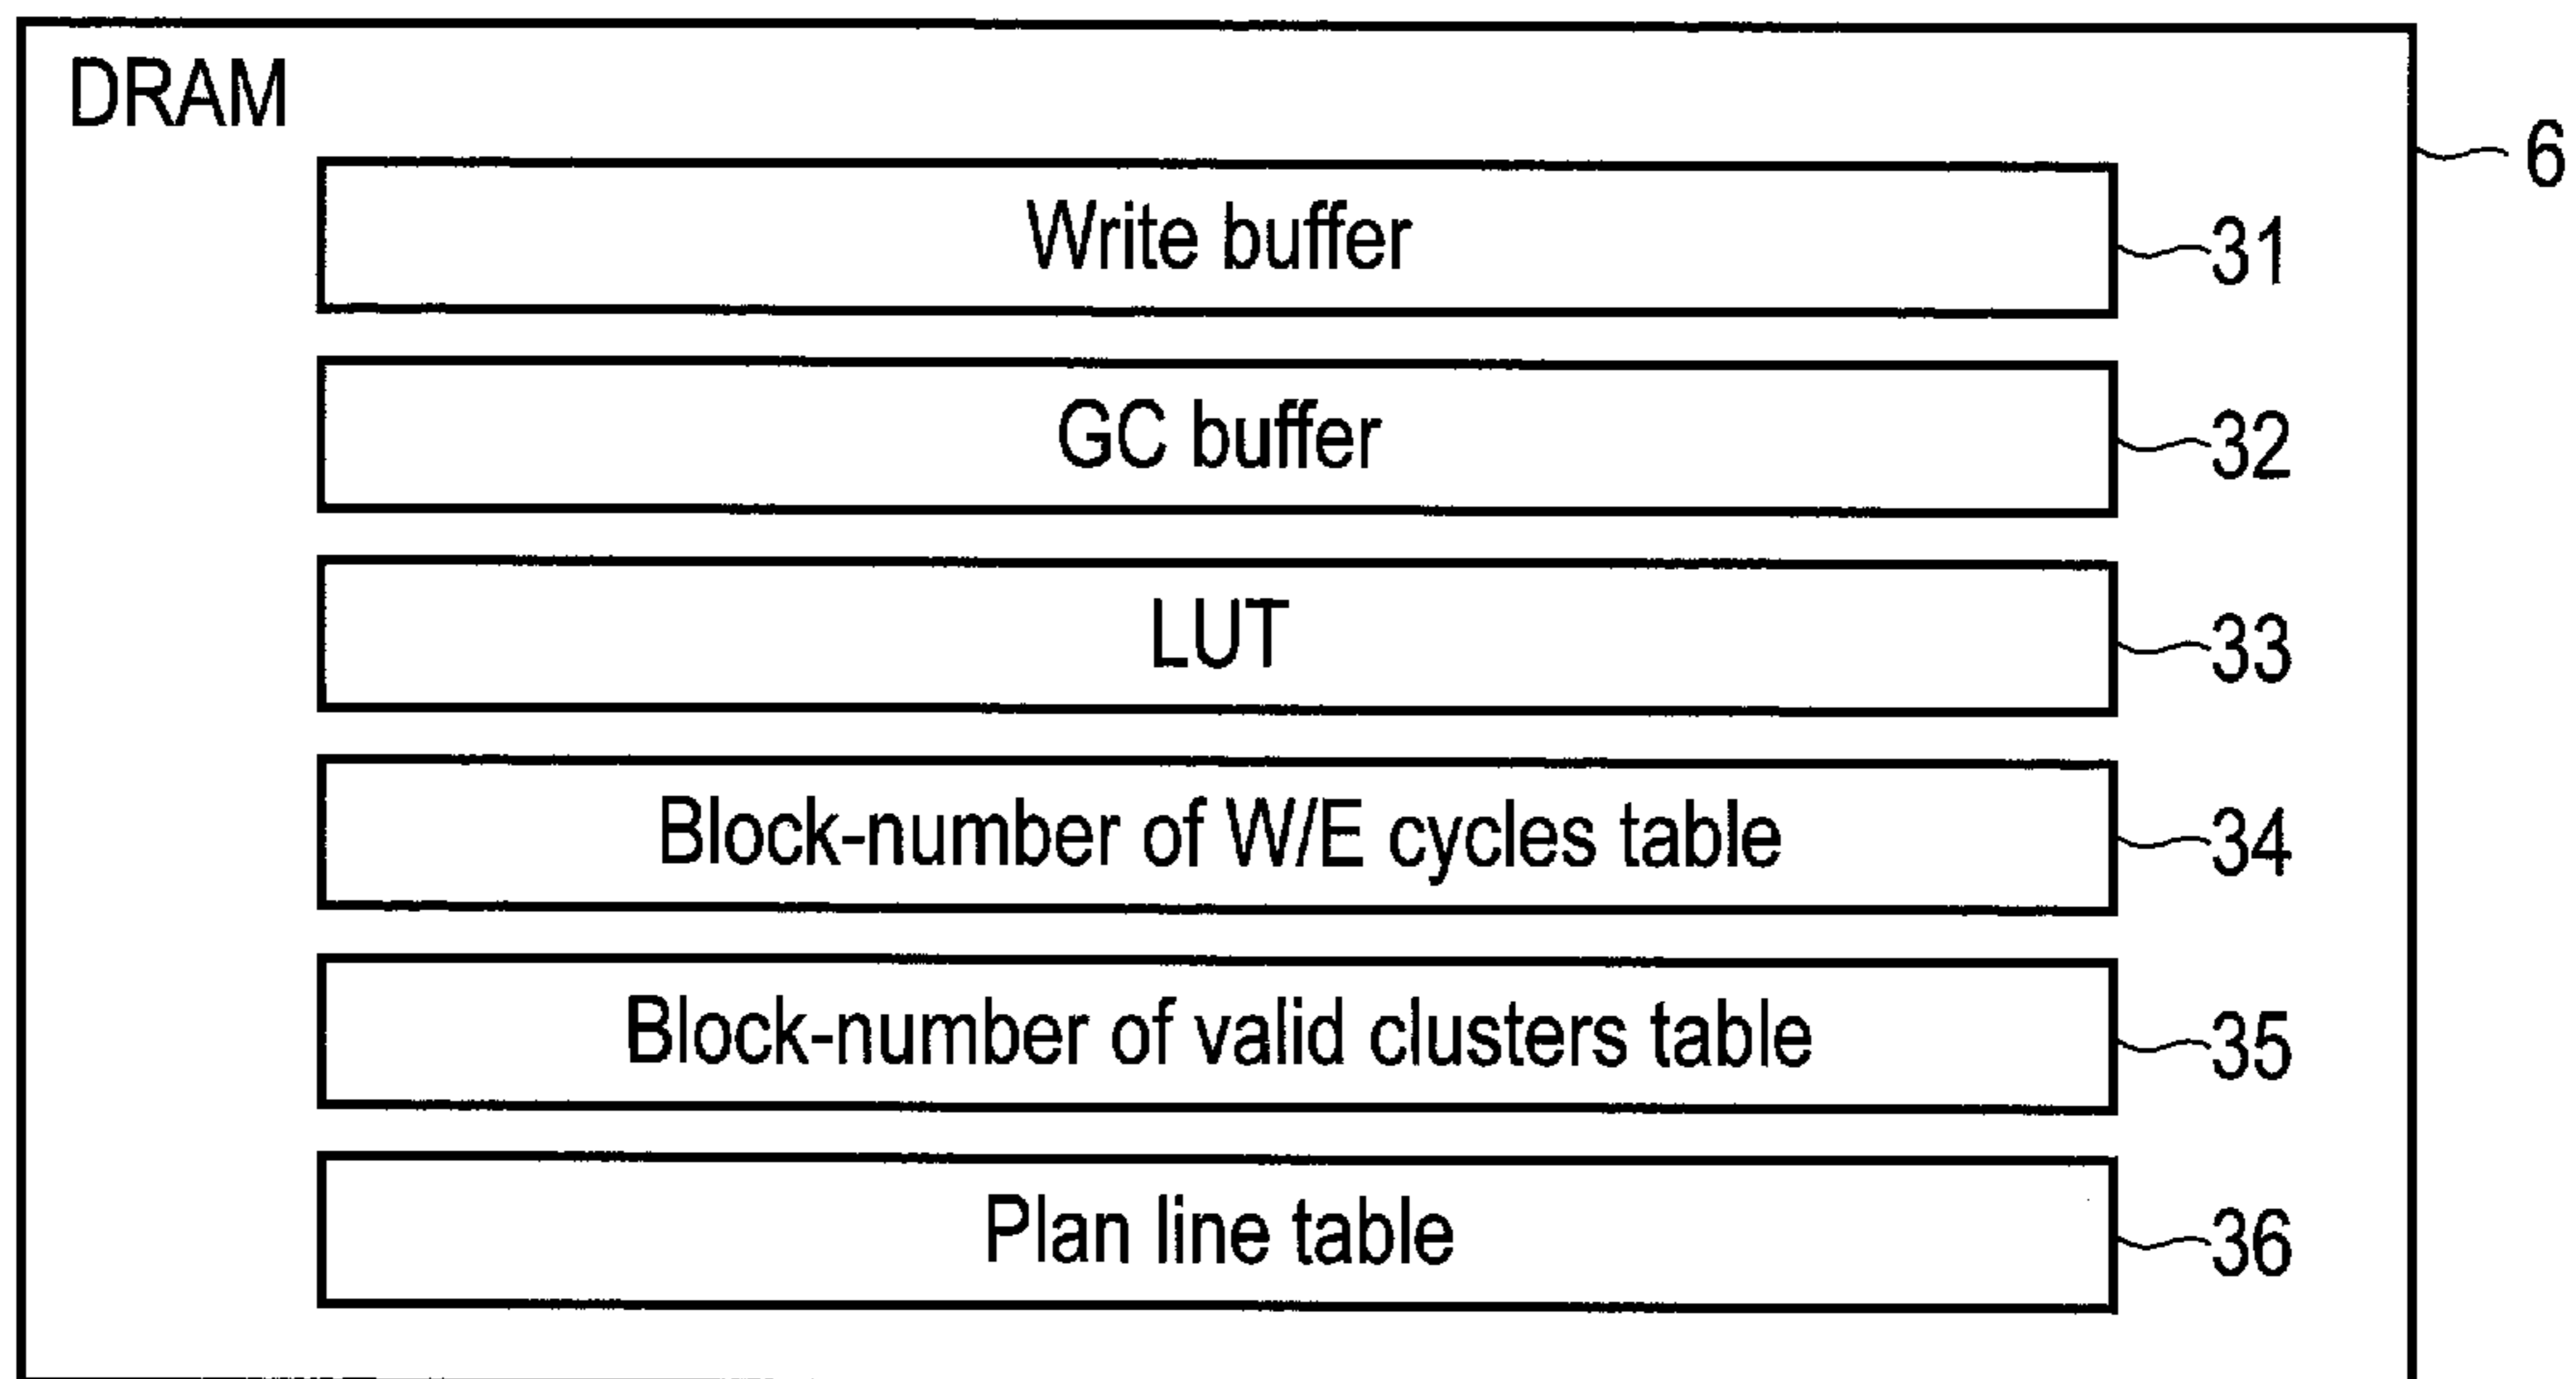 DRAM
6
Write buffer 31
GC buffer 32
LUT 33
Block-number of W/E cycles table 34
Block-number of valid clusters table 35
Plan line table 36